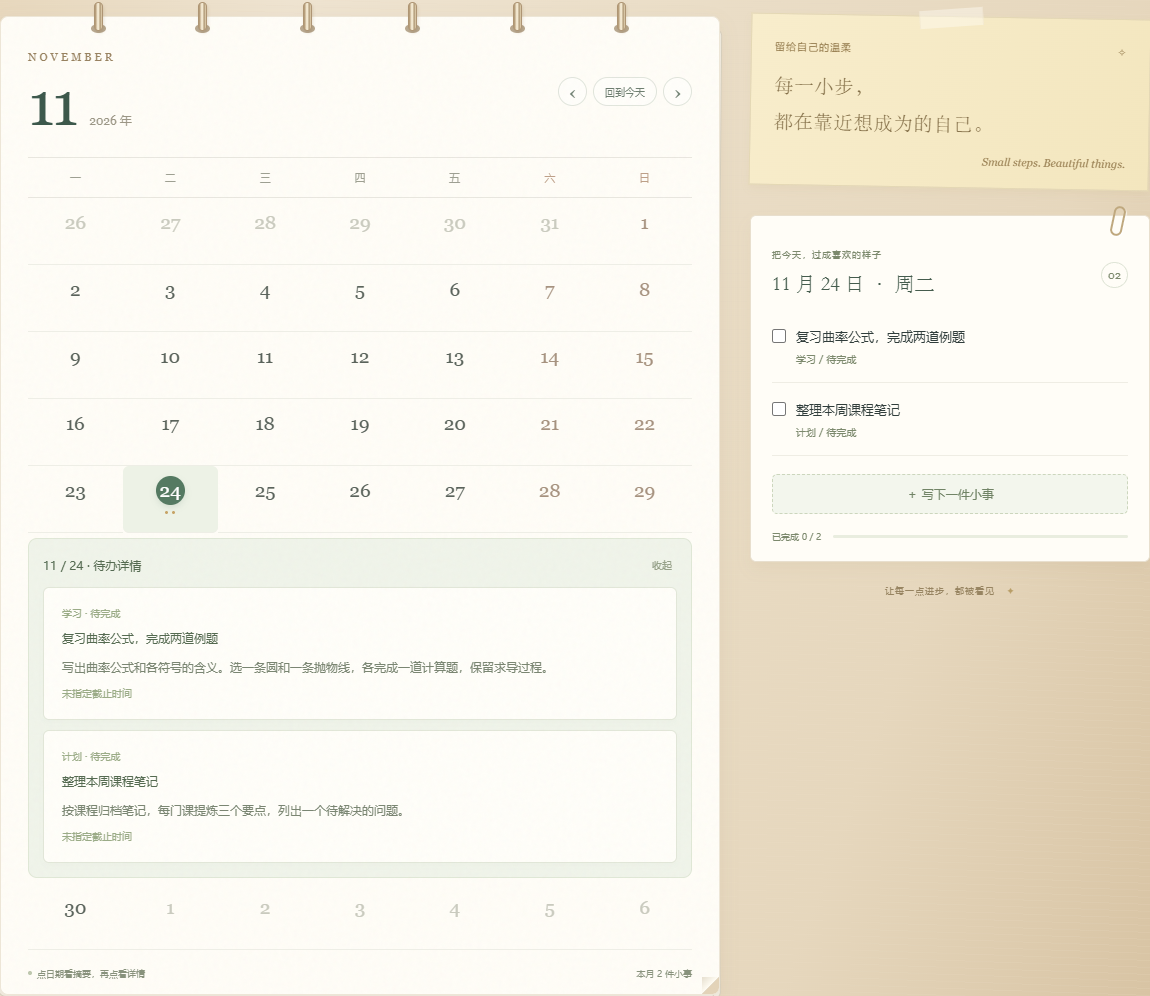 NOVEMBER
11 2026 年
‹ 回到今天 ›
一 二 三 四 五 六 日
26 27 28 29 30 31 1
2 3 4 5 6 7 8
9 10 11 12 13 14 15
16 17 18 19 20 21 22
23 24 25 26 27 28 29
11 / 24 · 待办详情 收起
学习 · 待完成
复习曲率公式，完成两道例题
写出曲率公式和各符号的含义。选一条圆和一条抛物线，各完成一道计算题，保留求导过程。
未指定截止时间
计划 · 待完成
整理本周课程笔记
按课程归档笔记，每门课提炼三个要点，列出一个待解决的问题。
未指定截止时间
30 1 2 3 4 5 6
点日期看摘要，再点看详情 本月 2 件小事
留给自己的温柔
每一小步，
都在靠近想成为的自己。
Small steps. Beautiful things.
把今天，过成喜欢的样子
11 月 24 日 · 周二 02
复习曲率公式，完成两道例题
学习 / 待完成
整理本周课程笔记
计划 / 待完成
+ 写下一件小事
已完成 0 / 2
让每一点进步，都被看见